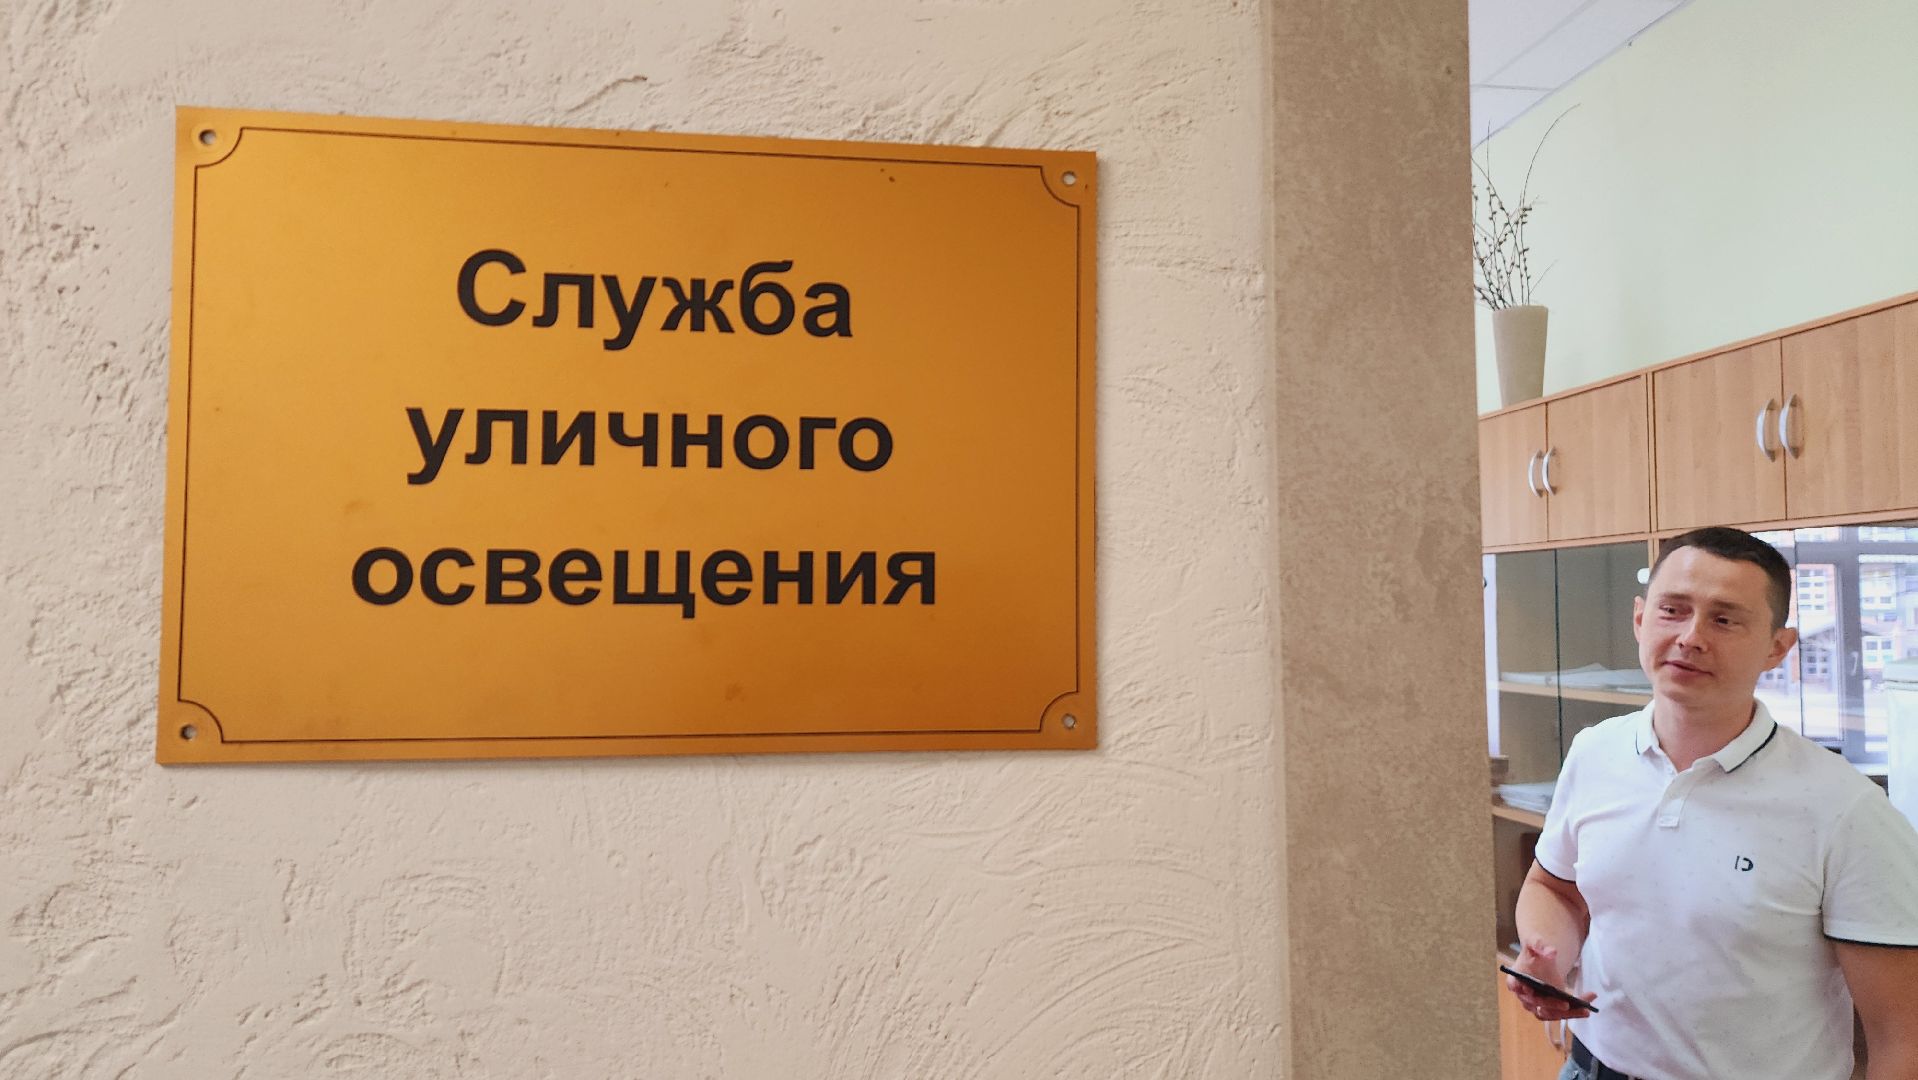 Служба
уличного
освещения